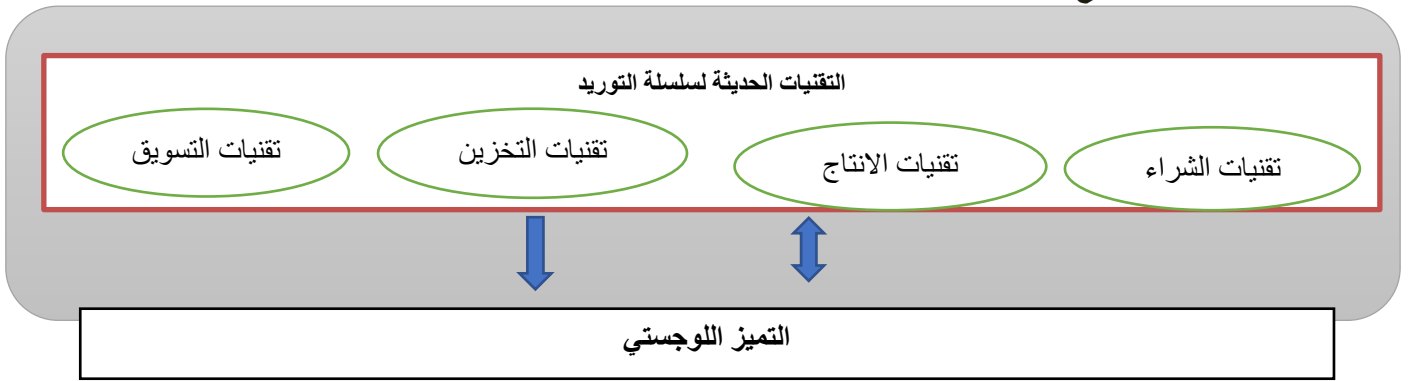 التقنيات الحديثة لسلسلة التوريد
تقنيات الشراء
تقنيات الانتاج
تقنيات التخزين
تقنيات التسويق
التميز اللوجستي